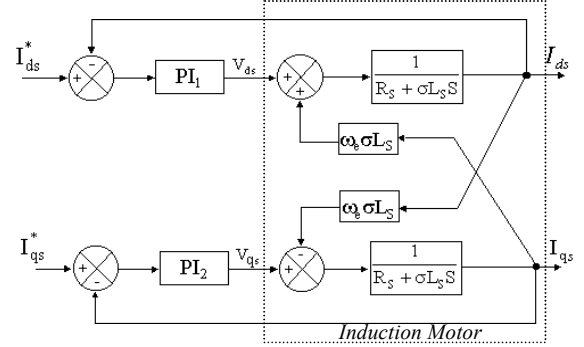 I*ds
-
+
PI₁
Vds
+
+
1
RS + σLSS
Ids
ωeσLS
ωeσLS
I*qs
+
-
PI₂
Vqs
-
+
1
RS + σLSS
Iqs
Induction Motor